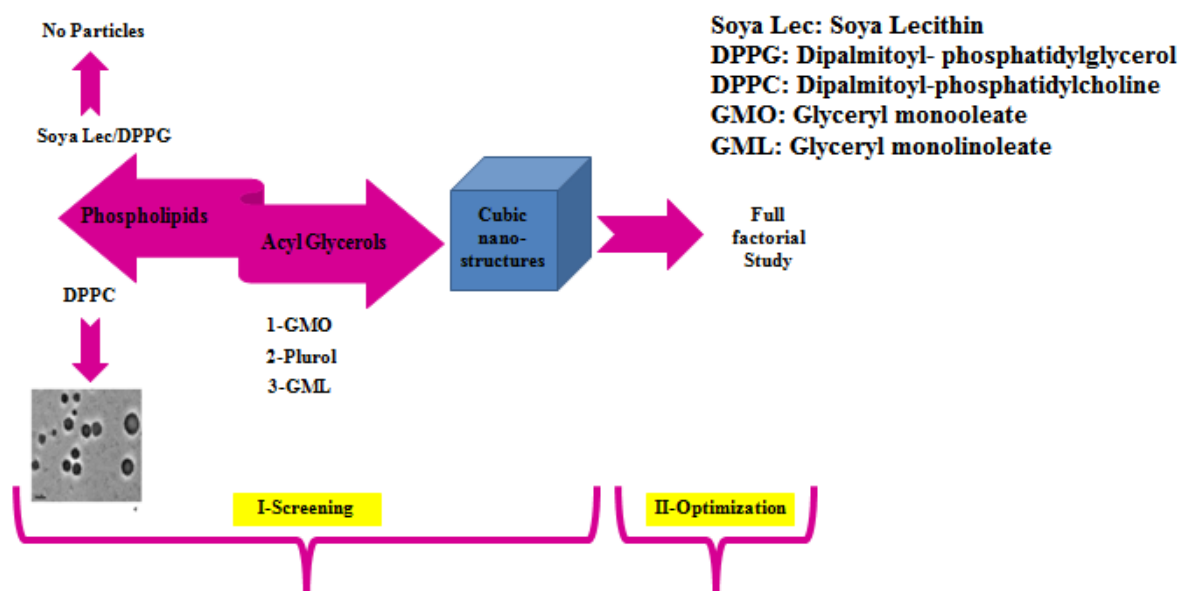 No Particles
Soya Lec/DPPG
Phospholipids
Acyl Glycerols
DPPC
1-GMO
2-Plurol
3-GML
Cubic
nano-
structures
Full
factorial
Study
Soya Lec: Soya Lecithin
DPPG: Dipalmitoyl- phosphatidylglycerol
DPPC: Dipalmitoyl-phosphatidylcholine
GMO: Glyceryl monooleate
GML: Glyceryl monolinoleate
I-Screening
II-Optimization